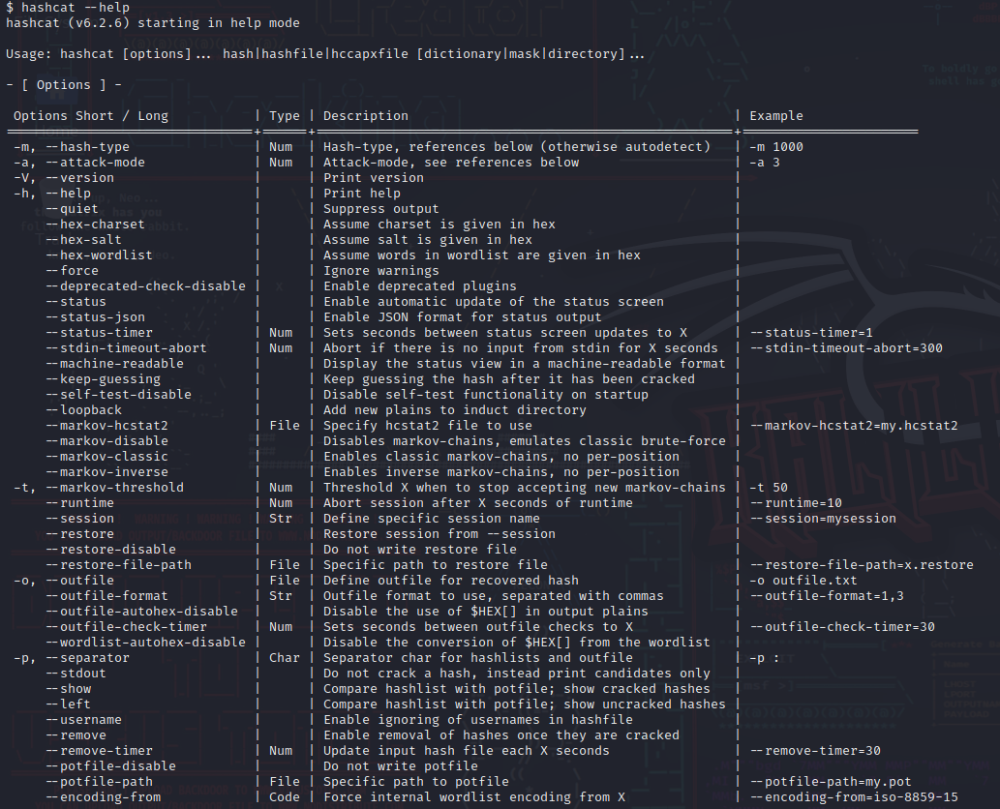 $ hashcat --help
hashcat (v6.2.6) starting in help mode
Usage: hashcat [options]... hash|hashfile|hccapxfile [dictionary|mask|directory]...
- [ Options ] -
Options Short / Long | Type | Description | Example
-m, --hash-type | Num | Hash-type, references below (otherwise autodetect) | -m 1000
-a, --attack-mode | Num | Attack-mode, see references below | -a 3
-V, --version | | Print version |
-h, --help | | Print help |
--quiet | | Suppress output |
--hex-charset | | Assume charset is given in hex |
--hex-salt | | Assume salt is given in hex |
--hex-wordlist | | Assume words in wordlist are given in hex |
--force | | Ignore warnings |
--deprecated-check-disable | | Enable deprecated plugins |
--status | | Enable automatic update of the status screen |
--status-json | | Enable JSON format for status output |
--status-timer | Num | Sets seconds between status screen updates to X | --status-timer=1
--stdin-timeout-abort | Num | Abort if there is no input from stdin for X seconds | --stdin-timeout-abort=300
--machine-readable | | Display the status view in a machine-readable format |
--keep-guessing | | Keep guessing the hash after it has been cracked |
--self-test-disable | | Disable self-test functionality on startup |
--loopback | | Add new plains to induct directory |
--markov-hcstat2 | File | Specify hcstat2 file to use | --markov-hcstat2=my.hcstat2
--markov-disable | | Disables markov-chains, emulates classic brute-force |
--markov-classic | | Enables classic markov-chains, no per-position |
--markov-inverse | | Enables inverse markov-chains, no per-position |
-t, --markov-threshold | Num | Threshold X when to stop accepting new markov-chains | -t 50
--runtime | Num | Abort session after X seconds of runtime | --runtime=10
--session | Str | Define specific session name | --session=mysession
--restore | | Restore session from --session |
--restore-disable | | Do not write restore file |
--restore-file-path | File | Specific path to restore file | --restore-file-path=x.restore
-o, --outfile | File | Define outfile for recovered hash | -o outfile.txt
--outfile-format | Str | Outfile format to use, separated with commas | --outfile-format=1,3
--outfile-autohex-disable | | Disable the use of $HEX[] in output plains |
--outfile-check-timer | Num | Sets seconds between outfile checks to X | --outfile-check-timer=30
--wordlist-autohex-disable | | Disable the conversion of $HEX[] from the wordlist |
-p, --separator | Char | Separator char for hashlists and outfile | -p :
--stdout | | Do not crack a hash, instead print candidates only |
--show | | Compare hashlist with potfile; show cracked hashes |
--left | | Compare hashlist with potfile; show uncracked hashes |
--username | | Enable ignoring of usernames in hashfile |
--remove | | Enable removal of hashes once they are cracked |
--remove-timer | Num | Update input hash file each X seconds | --remove-timer=30
--potfile-disable | | Do not write potfile |
--potfile-path | File | Specific path to potfile | --potfile-path=my.pot
--encoding-from | Code | Force internal wordlist encoding from X | --encoding-from=iso-8859-15